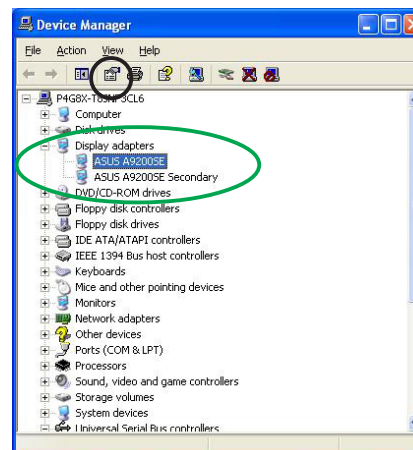 Device Manager
File Action View Help
ASUS A9200SE
ASUS A9200SE Secondary
Computer
Disk drives
Display adapters
DVD/CD-ROM drives
Floppy disk controllers
Floppy disk drives
IDE ATA/ATAPI controllers
IEEE 1394 Bus host controllers
Keyboards
Mice and other pointing devices
Monitors
Network adapters
Other devices
Ports (COM & LPT)
Processors
Sound, video and game controllers
Storage volumes
System devices
Universal Serial Bus controllers